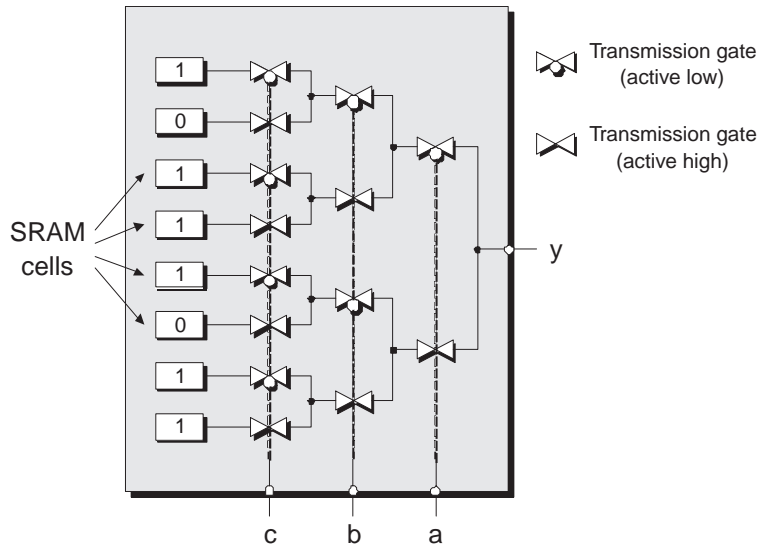 1
0
1
1
1
0
1
1
SRAM
cells
Transmission gate
(active low)
Transmission gate
(active high)
y
c b a